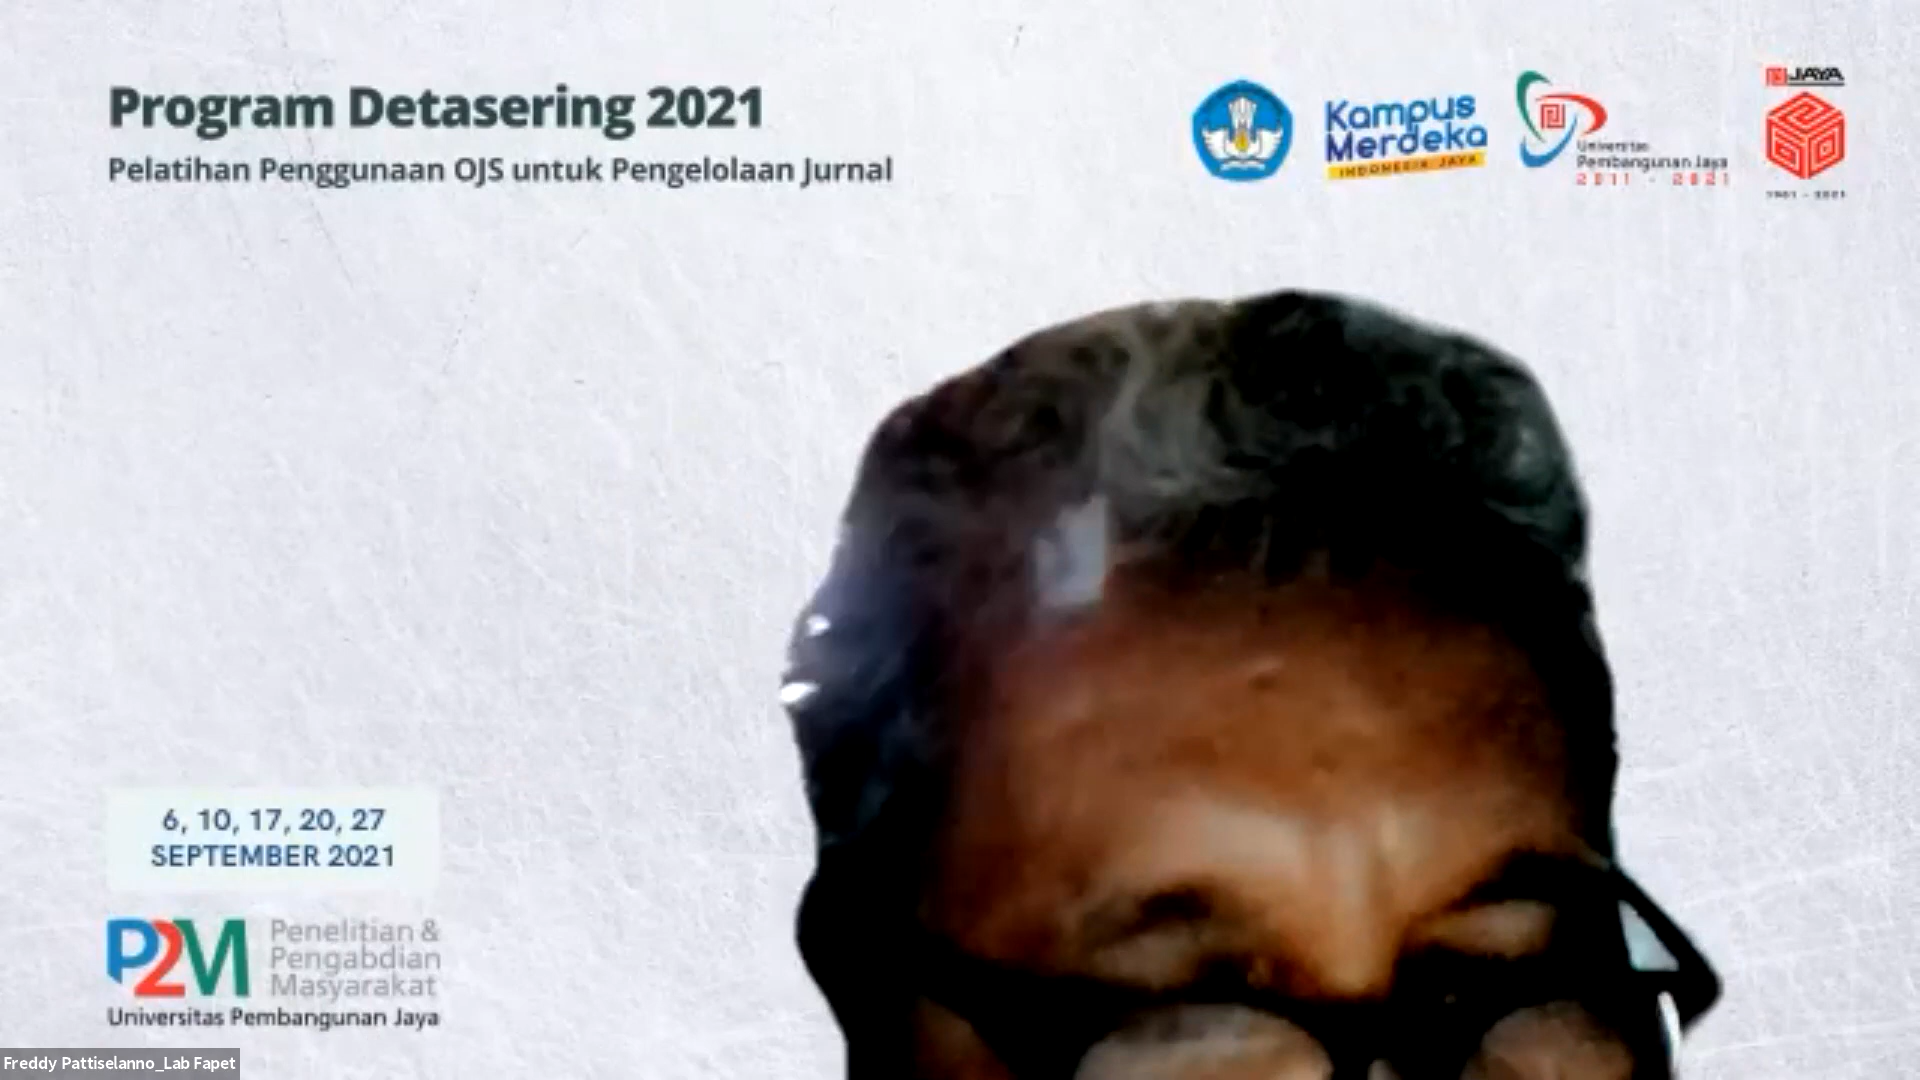 Program Detasering 2021
Pelatihan Penggunaan OJS untuk Pengelolaan Jurnal
Kampus
Merdeka
INDONESIA JAYA
Universitas
Pembangunan Jaya
2011 - 2021
JAYA
6, 10, 17, 20, 27
SEPTEMBER 2021
P2M
Penelitian &
Pengabdian
Masyarakat
Universitas Pembangunan Jaya
Freddy Pattiselanno_Lab Fapet